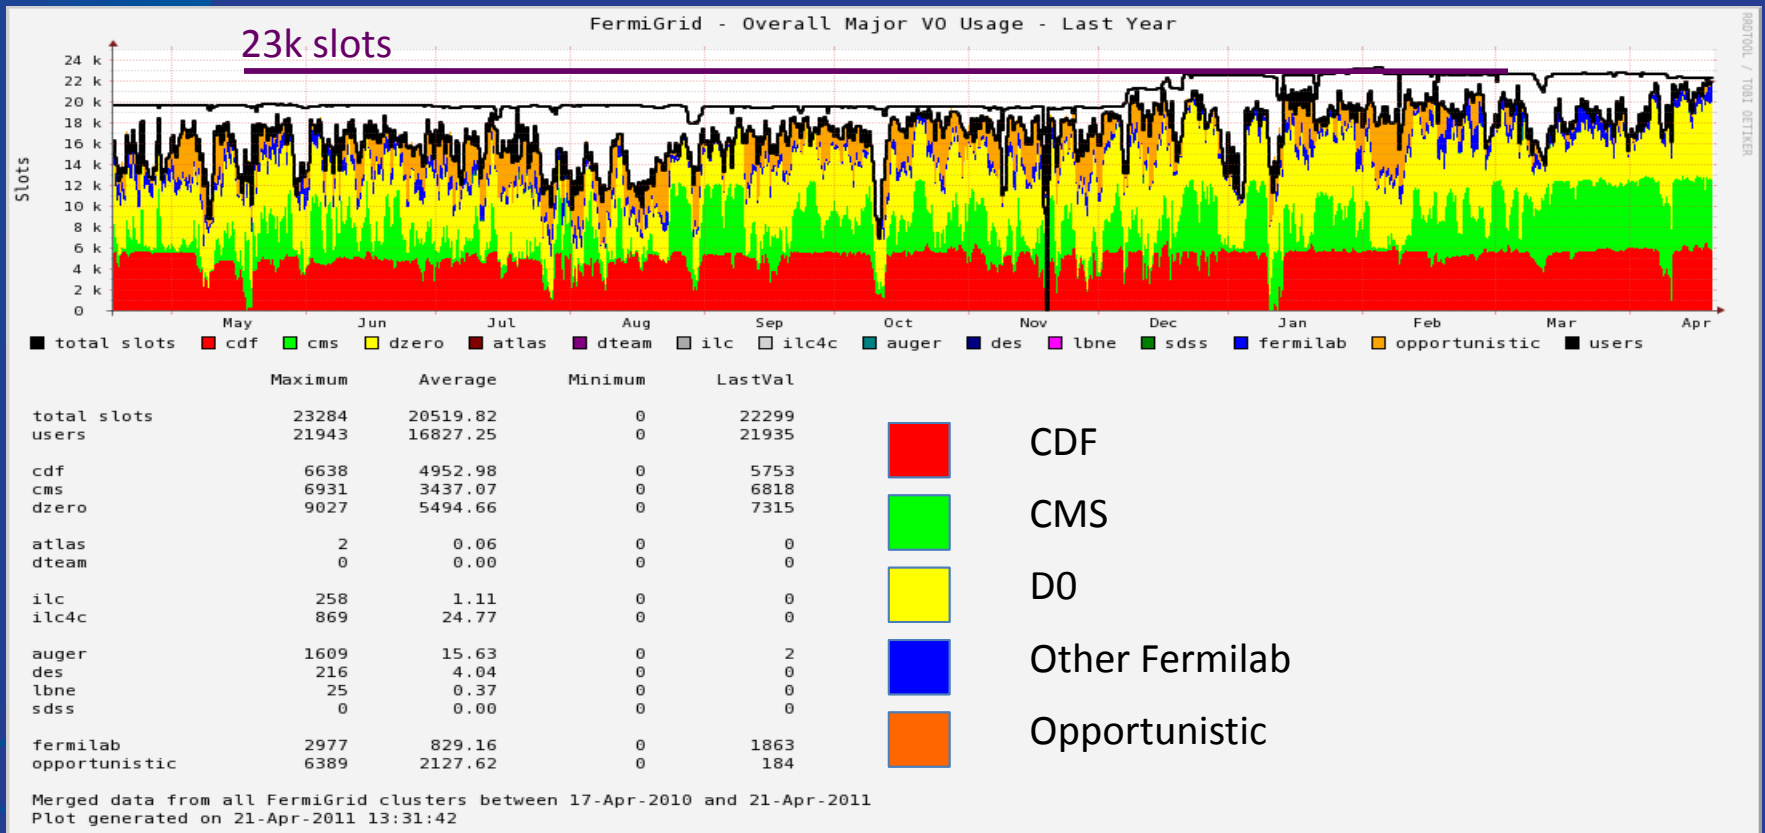 FermiGrid - Overall Major VO Usage - Last Year
RRDTOOL / TOBI OETIKER
23k slots
Slots
24 k
22 k
20 k
18 k
16 k
14 k
12 k
10 k
8 k
6 k
4 k
2 k
0
May Jun Jul Aug Sep Oct Nov Dec Jan Feb Mar Apr
total slots cdf cms dzero atlas dteam ilc ilc4c auger des lbne sdss fermilab opportunistic users
Maximum Average Minimum LastVal
total slots 23284 20519.82 0 22299
users 21943 16827.25 0 21935
cdf 6638 4952.98 0 5753
cms 6931 3437.07 0 6818
dzero 9027 5494.66 0 7315
atlas 2 0.06 0 0
dteam 0 0.00 0 0
ilc 258 1.11 0 0
ilc4c 869 24.77 0 0
auger 1609 15.63 0 2
des 216 4.04 0 0
lbne 25 0.37 0 0
sdss 0 0.00 0 0
fermilab 2977 829.16 0 1863
opportunistic 6389 2127.62 0 184
CDF
CMS
D0
Other Fermilab
Opportunistic
Merged data from all FermiGrid clusters between 17-Apr-2010 and 21-Apr-2011
Plot generated on 21-Apr-2011 13:31:42